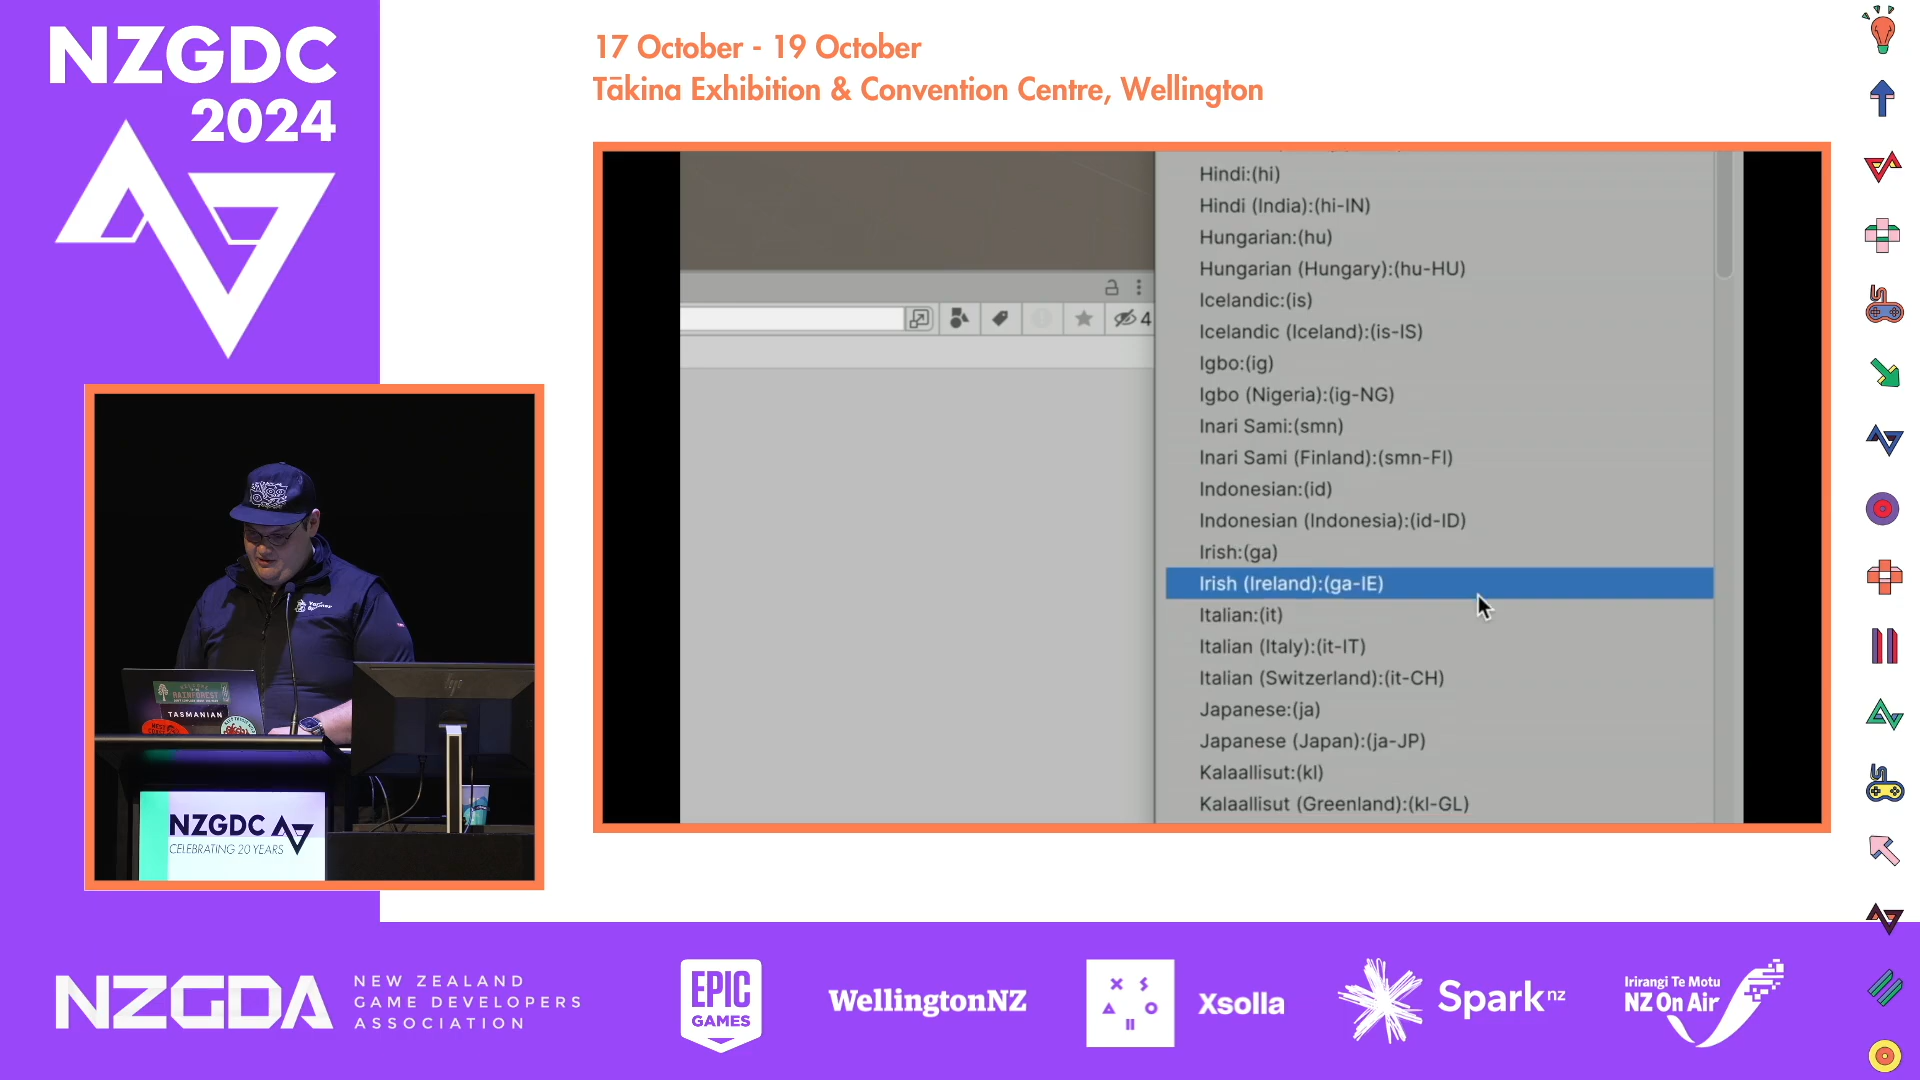 NZGDC
2024
17 October - 19 October
Tākina Exhibition & Convention Centre, Wellington
Hindi:(hi)
Hindi (India):(hi-IN)
Hungarian:(hu)
Hungarian (Hungary):(hu-HU)
Icelandic:(is)
Icelandic (Iceland):(is-IS)
Igbo:(ig)
Igbo (Nigeria):(ig-NG)
Inari Sami:(smn)
Inari Sami (Finland):(smn-FI)
Indonesian:(id)
Indonesian (Indonesia):(id-ID)
Irish:(ga)
Irish (Ireland):(ga-IE)
Italian:(it)
Italian (Italy):(it-IT)
Italian (Switzerland):(it-CH)
Japanese:(ja)
Japanese (Japan):(ja-JP)
Kalaallisut:(kl)
Kalaallisut (Greenland):(kl-GL)
4
RAINFOREST
TASMANIAN
hp
NZGDC
CELEBRATING 20 YEARS
NZGDA
NEW ZEALAND
GAME DEVELOPERS
ASSOCIATION
EPIC
GAMES
WellingtonNZ
Xsolla
Spark nz
Irirangi Te Motu
NZ On Air